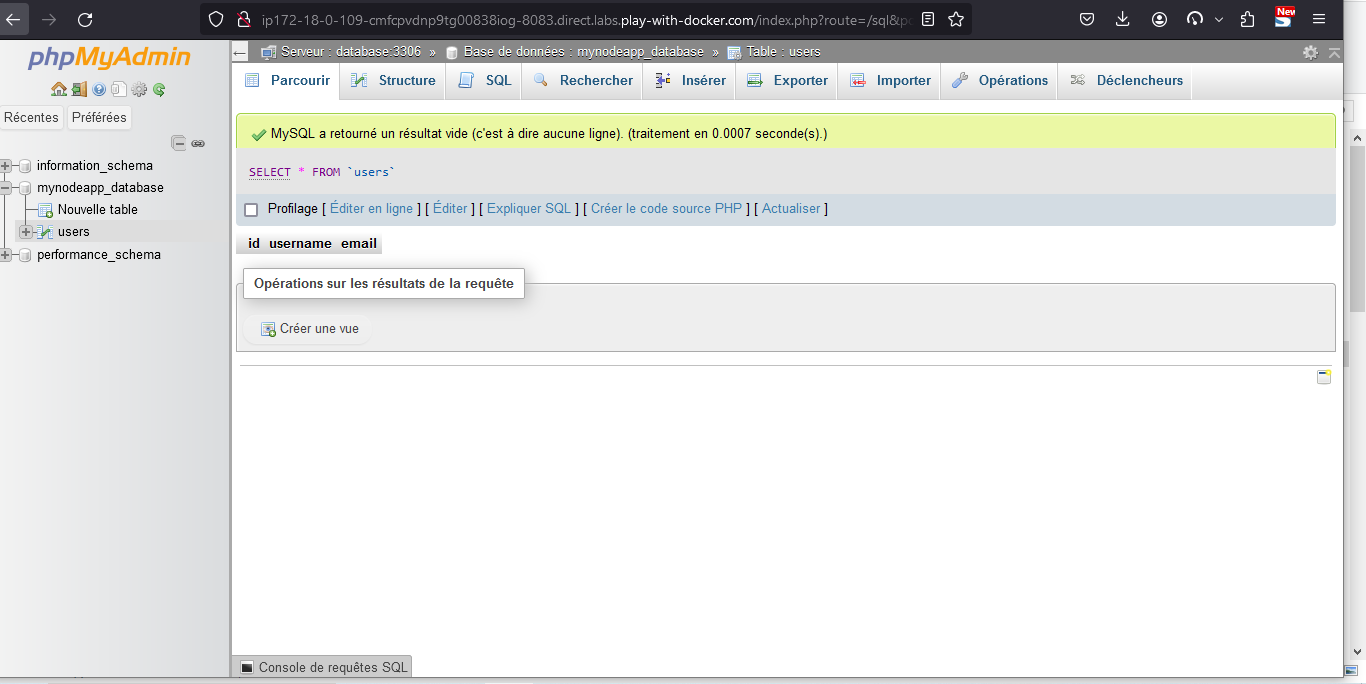 ip172-18-0-109-cmfcpvdnp9tg00838iog-8083.direct.labs.play-with-docker.com/index.php?route=/sql&p
New
phpMyAdmin
Récentes Préférées
information_schema
mynodeapp_database
Nouvelle table
users
performance_schema
Serveur : database:3306 » Base de données : mynodeapp_database » Table : users
Parcourir Structure SQL Rechercher Insérer Exporter Importer Opérations Déclencheurs
MySQL a retourné un résultat vide (c'est à dire aucune ligne). (traitement en 0.0007 seconde(s).)
SELECT * FROM `users`
Profilage [ Éditer en ligne ] [ Éditer ] [ Expliquer SQL ] [ Créer le code source PHP ] [ Actualiser ]
id username email
Opérations sur les résultats de la requête
Créer une vue
Console de requêtes SQL